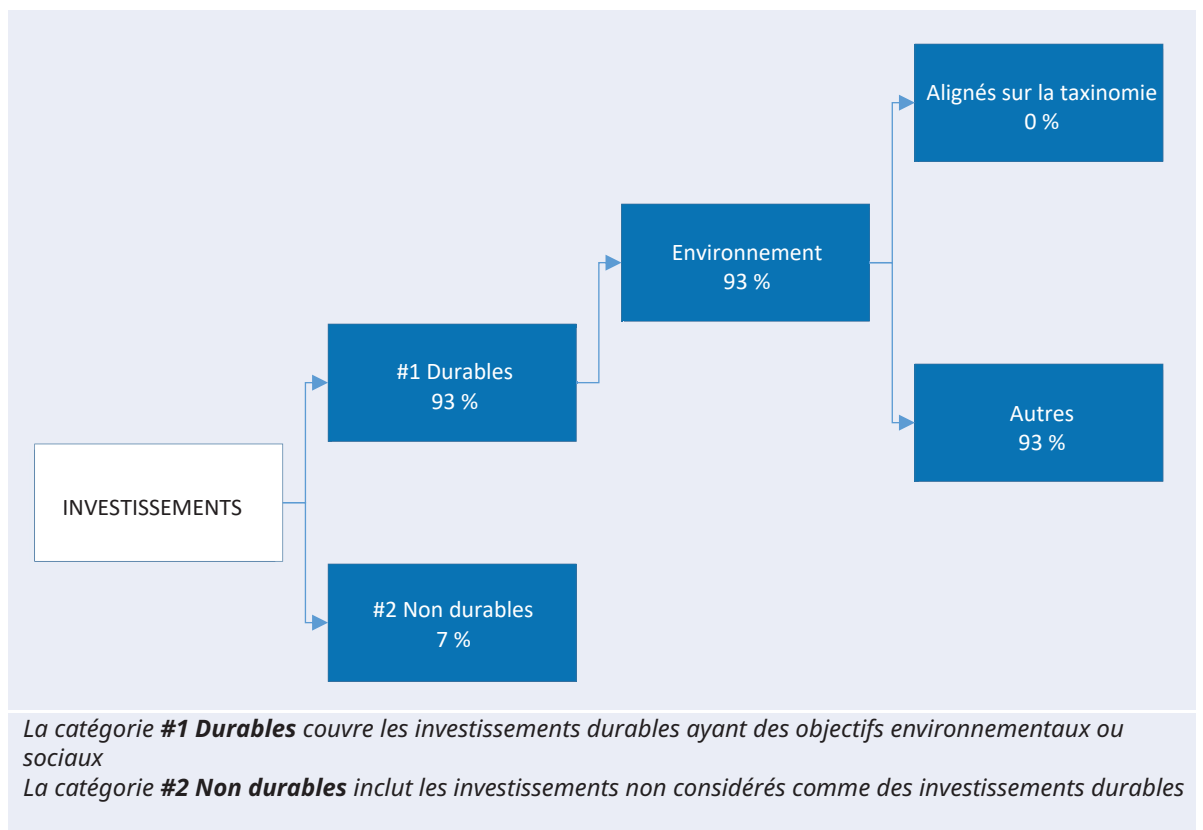 Alignés sur la taxinomie
0 %
Environnement
93 %
#1 Durables
93 %
Autres
93 %
INVESTISSEMENTS
#2 Non durables
7 %
La catégorie #1 Durables couvre les investissements durables ayant des objectifs environnementaux ou
sociaux
La catégorie #2 Non durables inclut les investissements non considérés comme des investissements durables